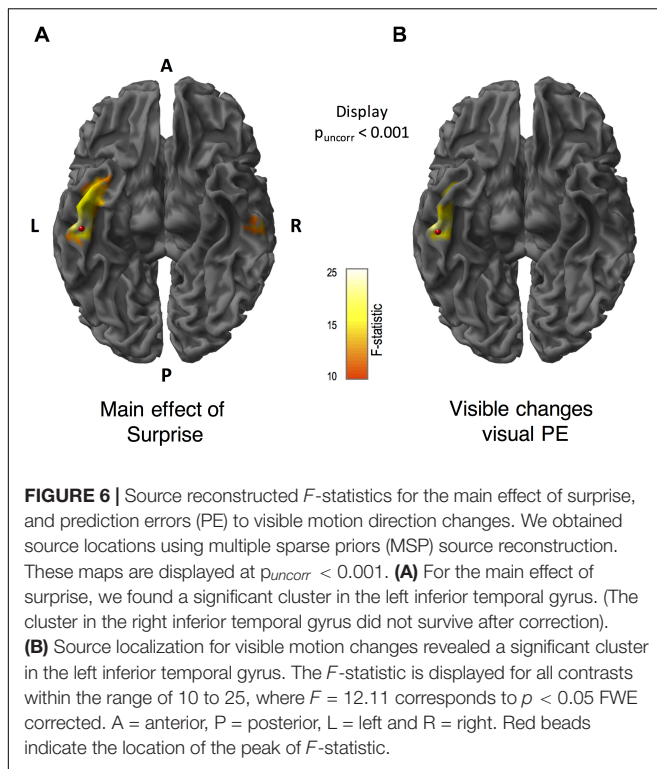 A
B
A
Display
p_uncorr < 0.001
L
R
25
15
10
F-statistic
P
Main effect of
Surprise
Visible changes
visual PE
FIGURE 6 | Source reconstructed F-statistics for the main effect of surprise,
and prediction errors (PE) to visible motion direction changes. We obtained
source locations using multiple sparse priors (MSP) source reconstruction.
These maps are displayed at p_uncorr < 0.001. (A) For the main effect of
surprise, we found a significant cluster in the left inferior temporal gyrus. (The
cluster in the right inferior temporal gyrus did not survive after correction).
(B) Source localization for visible motion changes revealed a significant cluster
in the left inferior temporal gyrus. The F-statistic is displayed for all contrasts
within the range of 10 to 25, where F = 12.11 corresponds to p < 0.05 FWE
corrected. A = anterior, P = posterior, L = left and R = right. Red beads
indicate the location of the peak of F-statistic.